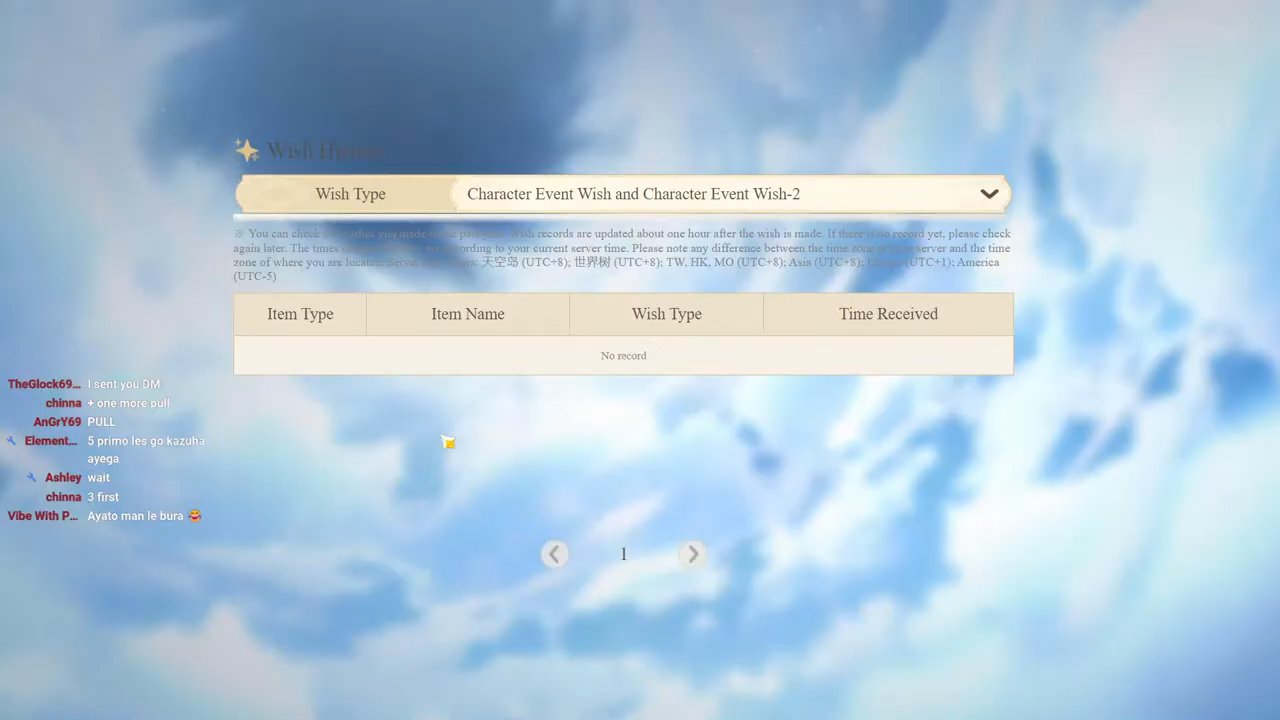 Wish History
Wish Type
Character Event Wish and Character Event Wish-2
※ You can check made wish records are updated about one hour after the wish is made. If there is no record yet, please check
again later. The times according to your current server time. Please note any difference between the time zone of your server and the time
zone of where you are located. Server 天空岛 (UTC+8); 世界树 (UTC+8); TW, HK, MO (UTC+8); Asia (UTC+8); Europe (UTC+1); America
(UTC-5)
Item Type
Item Name
Wish Type
Time Received
No record
TheGlock69... I sent you DM
chinna + one more pull
AnGrY69 PULL
Element... 5 primo les go kazuha
ayega
Ashley wait
chinna 3 first
Vibe With P... Ayato man le bura
1